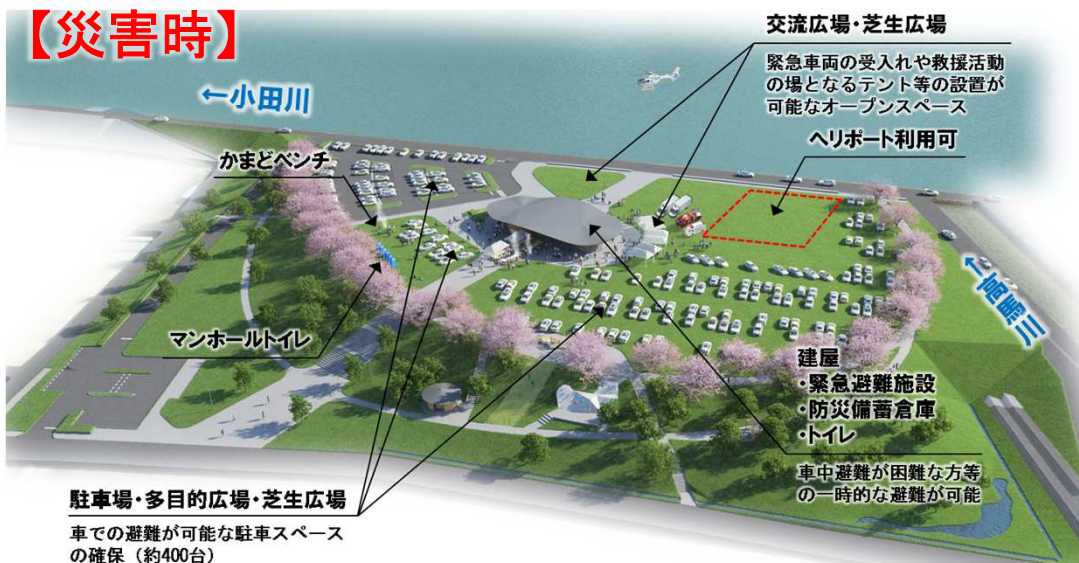 【災害時】
←小田川
交流広場・芝生広場
緊急車両の受入れや救援活動
の場となるテント等の設置が
可能なオープンスペース
ヘリポート利用可
かまどベンチ
←高馬川
マンホールトイレ
建屋
・緊急避難施設
・防災備蓄倉庫
・トイレ
車中避難が困難な方等
の一時的な避難が可能
駐車場・多目的広場・芝生広場
車での避難が可能な駐車スペース
の確保（約400台）